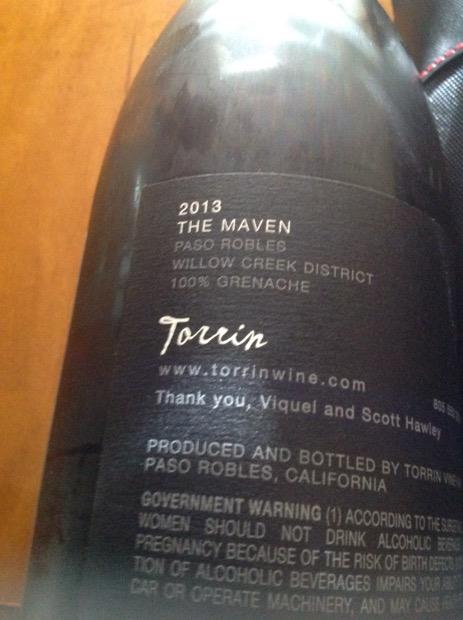 2013
THE MAVEN
PASO ROBLES
WILLOW CREEK DISTRICT
100% GRENACHE
Torrin
www.torrinwine.com
805
Thank you, Viquel and Scott Hawley
PRODUCED AND BOTTLED BY TORRIN
PASO ROBLES, CALIFORNIA
GOVERNMENT WARNING (1) ACCORDING TO THE
WOMEN SHOULD NOT DRINK ALCOHOLIC
PREGNANCY BECAUSE OF THE RISK OF BIRTH DEFECTS.
TION OF ALCOHOLIC BEVERAGES IMPAIRS YOUR
CAR OR OPERATE MACHINERY, AND MAY CAUSE